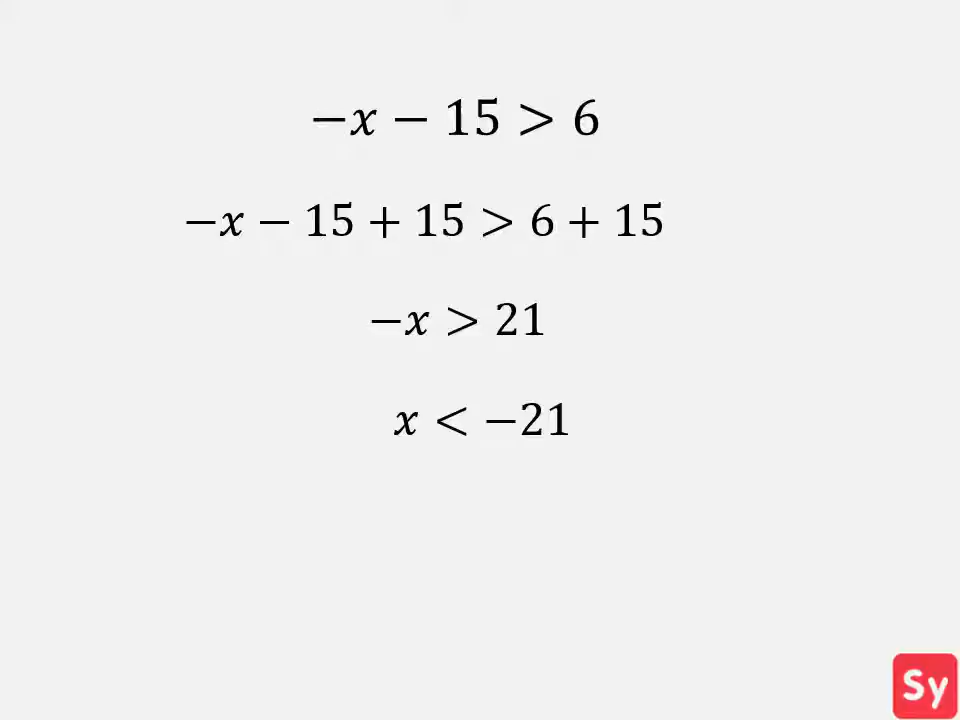 −x − 15 > 6
−x − 15 + 15 > 6 + 15
−x > 21
x < −21
Sy